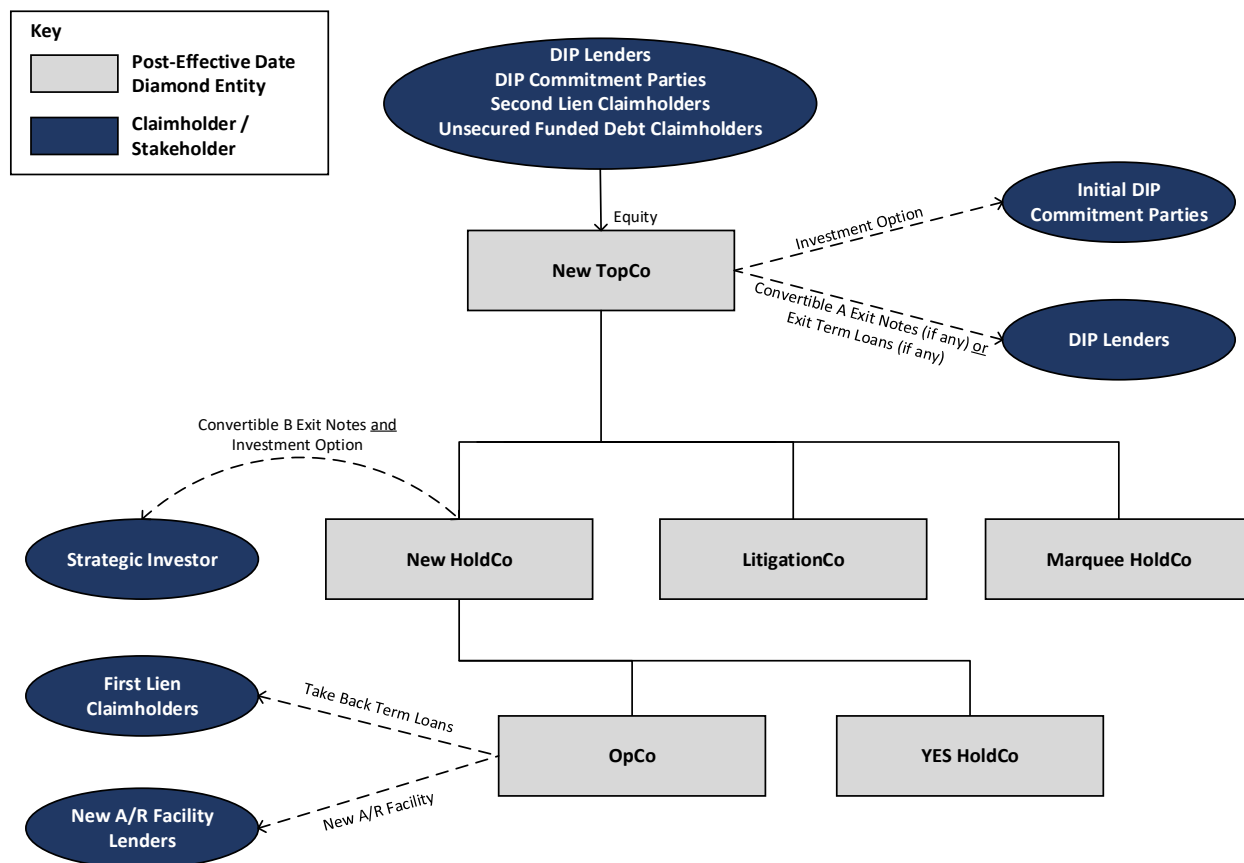 Key
Post-Effective Date
Diamond Entity
Claimholder /
Stakeholder
DIP Lenders
DIP Commitment Parties
Second Lien Claimholders
Unsecured Funded Debt Claimholders
Equity
New TopCo
Investment Option
Initial DIP
Commitment Parties
Convertible A Exit Notes (if any) or
Exit Term Loans (if any)
DIP Lenders
Convertible B Exit Notes and
Investment Option
Strategic Investor
New HoldCo
LitigationCo
Marquee HoldCo
First Lien
Claimholders
Take Back Term Loans
OpCo
YES HoldCo
New A/R Facility
Lenders
New A/R Facility